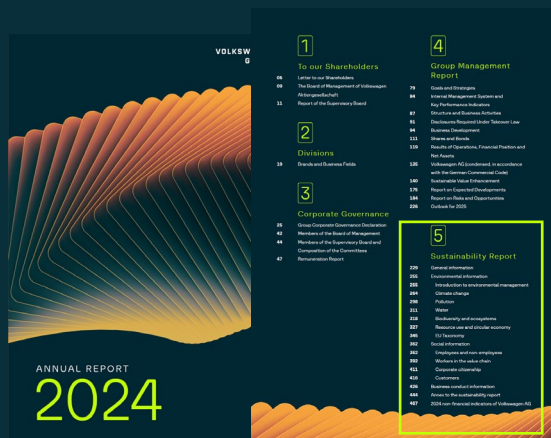 VOLKSW
G
ANNUAL REPORT
2024
1
To our Shareholders
06 Letter to our Shareholders
09 The Board of Management of Volkswagen
Aktiengesellschaft
11 Report of the Supervisory Board
2
Divisions
19 Brands and Business Fields
3
Corporate Governance
25 Group Corporate Governance Declaration
42 Members of the Board of Management
44 Members of the Supervisory Board and
Composition of the Committees
47 Remuneration Report
4
Group Management
Report
79 Goals and Strategies
84 Internal Management System and
Key Performance Indicators
87 Structure and Business Activities
91 Disclosures Required Under Takeover Law
94 Business Development
111 Shares and Bonds
119 Results of Operations, Financial Position and
Net Assets
135 Volkswagen AG (condensed, in accordance
with the German Commercial Code)
140 Sustainable Value Enhancement
175 Report on Expected Developments
184 Report on Risks and Opportunities
226 Outlook for 2025
5
Sustainability Report
229 General information
255 Environmental information
255 Introduction to environmental management
264 Climate change
298 Pollution
311 Water
318 Biodiversity and ecosystems
327 Resource use and circular economy
345 EU Taxonomy
362 Social information
362 Employees and non-employees
392 Workers in the value chain
411 Corporate citizenship
418 Customers
436 Business conduct information
444 Annex to the sustainability report
467 2024 non-financial indicators of Volkswagen AG